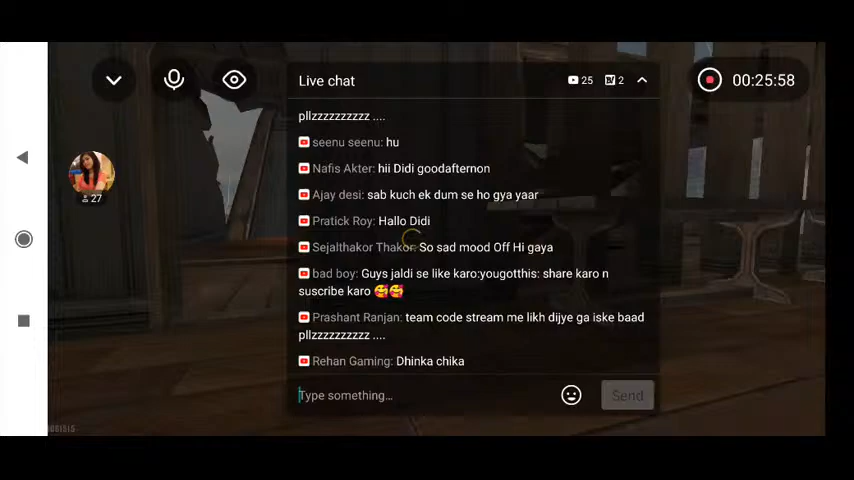 Live chat
25
2
00:25:58
pllzzzzzzzzzz ....
seenu seenu: hu
Nafis Akter: hii Didi goodafternon
27
Ajay desi: sab kuch ek dum se ho gya yaar
Pratick Roy: Hallo Didi
Sejalthakor Thakor: So sad mood Off Hi gaya
bad boy: Guys jaldi se like karo:yougotthis: share karo n
suscribe karo 🥰🥰
Prashant Ranjan: team code stream me likh dijye ga iske baad
pllzzzzzzzzzz ....
Rehan Gaming: Dhinka chika
Type something...
Send